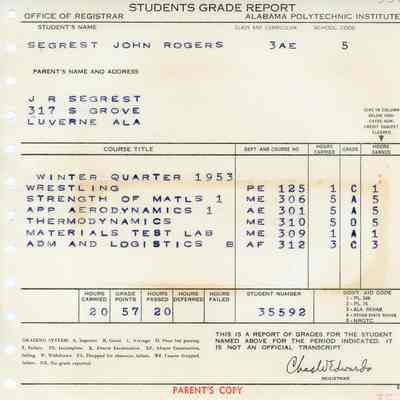 STUDENTS GRADE REPORT
OFFICE OF REGISTRAR ALABAMA POLYTECHNIC INSTITUTE
STUDENT'S NAME CLASS AND CURRICULUM SCHOOL CODE
SEGREST JOHN ROGERS 3AE 5
PARENT'S NAME AND ADDRESS
J R SEGREST
317 S GROVE
LUVERNE ALA
COURSE TITLE DEPT AND COURSE NO HOURS CARRIED GRADE HOURS EARNED
WINTER QUARTER 1953
WRESTLING PE 125 1 C 1
STRENGTH OF MATLS 1 ME 306 5 A 5
APP AERODYNAMICS 1 AE 301 5 A 5
THERMODYNAMICS ME 310 5 D 5
MATERIALS TEST LAB ME 309 1 A 1
ADM AND LOGISTICS B AF 312 3 C 3
HOURS CARRIED GRADE POINTS HOURS PASSED HOURS DEFERRED HOURS FAILED STUDENT NUMBER
20 57 20 35592
THIS IS A REPORT OF GRADES FOR THE STUDENT
NAMED ABOVE FOR THE PERIOD INDICATED. IT
IS NOT AN OFFICIAL TRANSCRIPT.
Chas W Edwards
REGISTRAR
PARENT'S COPY